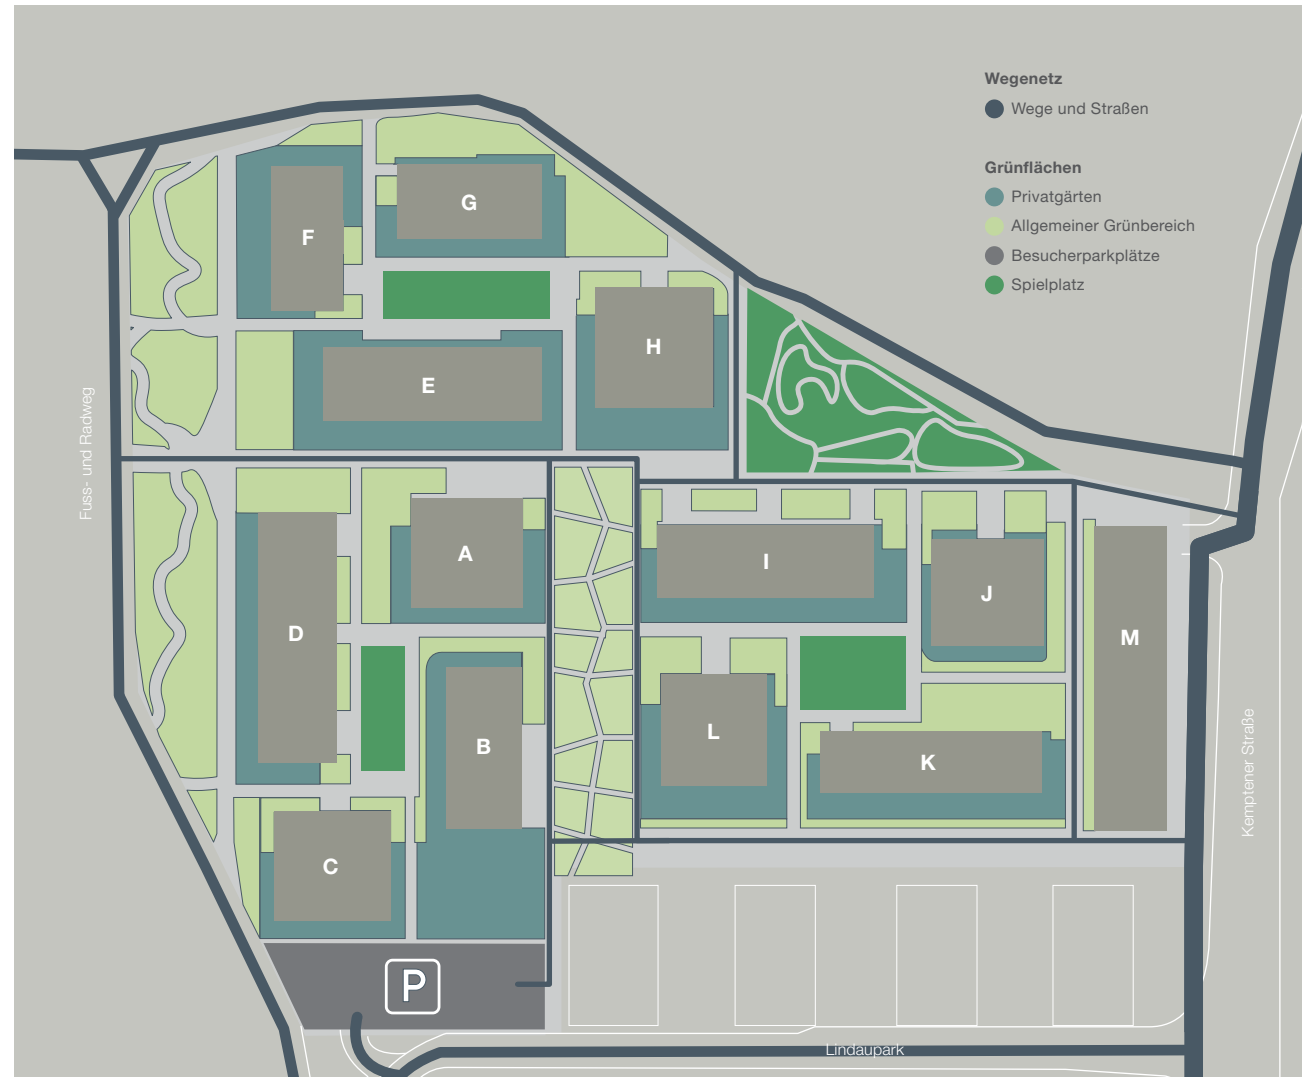 Wegenetz
Wege und Straßen
Grünflächen
Privatgärten
Allgemeiner Grünbereich
Besucherparkplätze
Spielplatz
G
F
H
E
Fuss- und Radweg
A
I
J
D
M
L
B
K
Kemptener Straße
C
P
Lindaupark